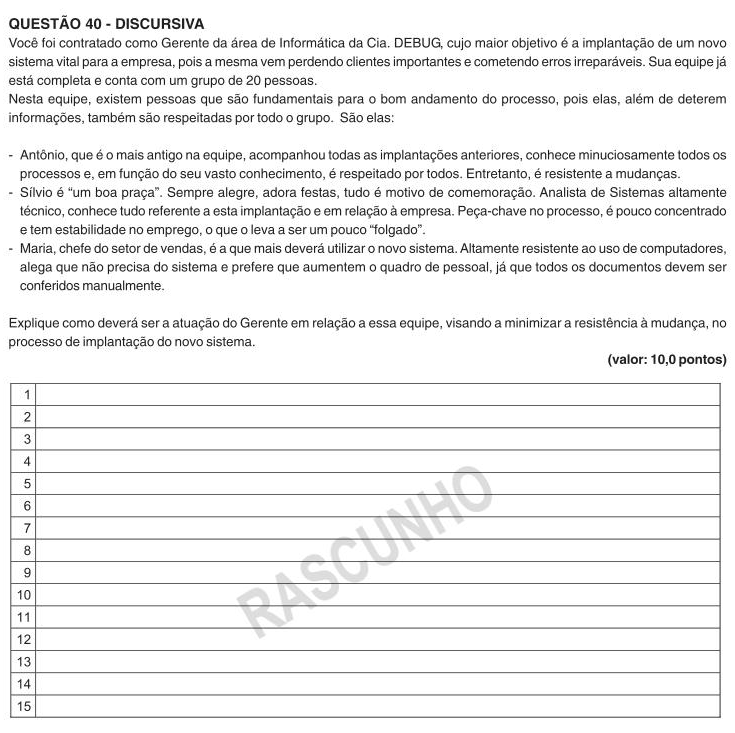 QUESTÃO 40 - DISCURSIVA
Você foi contratado como Gerente da área de Informática da Cia. DEBUG, cujo maior objetivo é a implantação de um novo
sistema vital para a empresa, pois a mesma vem perdendo clientes importantes e cometendo erros irreparáveis. Sua equipe já
está completa e conta com um grupo de 20 pessoas.
Nesta equipe, existem pessoas que são fundamentais para o bom andamento do processo, pois elas, além de deterem
informações, também são respeitadas por todo o grupo. São elas:
- Antônio, que é o mais antigo na equipe, acompanhou todas as implantações anteriores, conhece minuciosamente todos os
processos e, em função do seu vasto conhecimento, é respeitado por todos. Entretanto, é resistente a mudanças.
- Sílvio é “um boa praça”. Sempre alegre, adora festas, tudo é motivo de comemoração. Analista de Sistemas altamente
técnico, conhece tudo referente a esta implantação e em relação à empresa. Peça-chave no processo, é pouco concentrado
e tem estabilidade no emprego, o que o leva a ser um pouco “folgado”.
- Maria, chefe do setor de vendas, é a que mais deverá utilizar o novo sistema. Altamente resistente ao uso de computadores,
alega que não precisa do sistema e prefere que aumentem o quadro de pessoal, já que todos os documentos devem ser
conferidos manualmente.
Explique como deverá ser a atuação do Gerente em relação a essa equipe, visando a minimizar a resistência à mudança, no
processo de implantação do novo sistema.
(valor: 10,0 pontos)
1
2
3
4
5
6
7
8
9
10
11
12
13
14
15
RASCUNHO